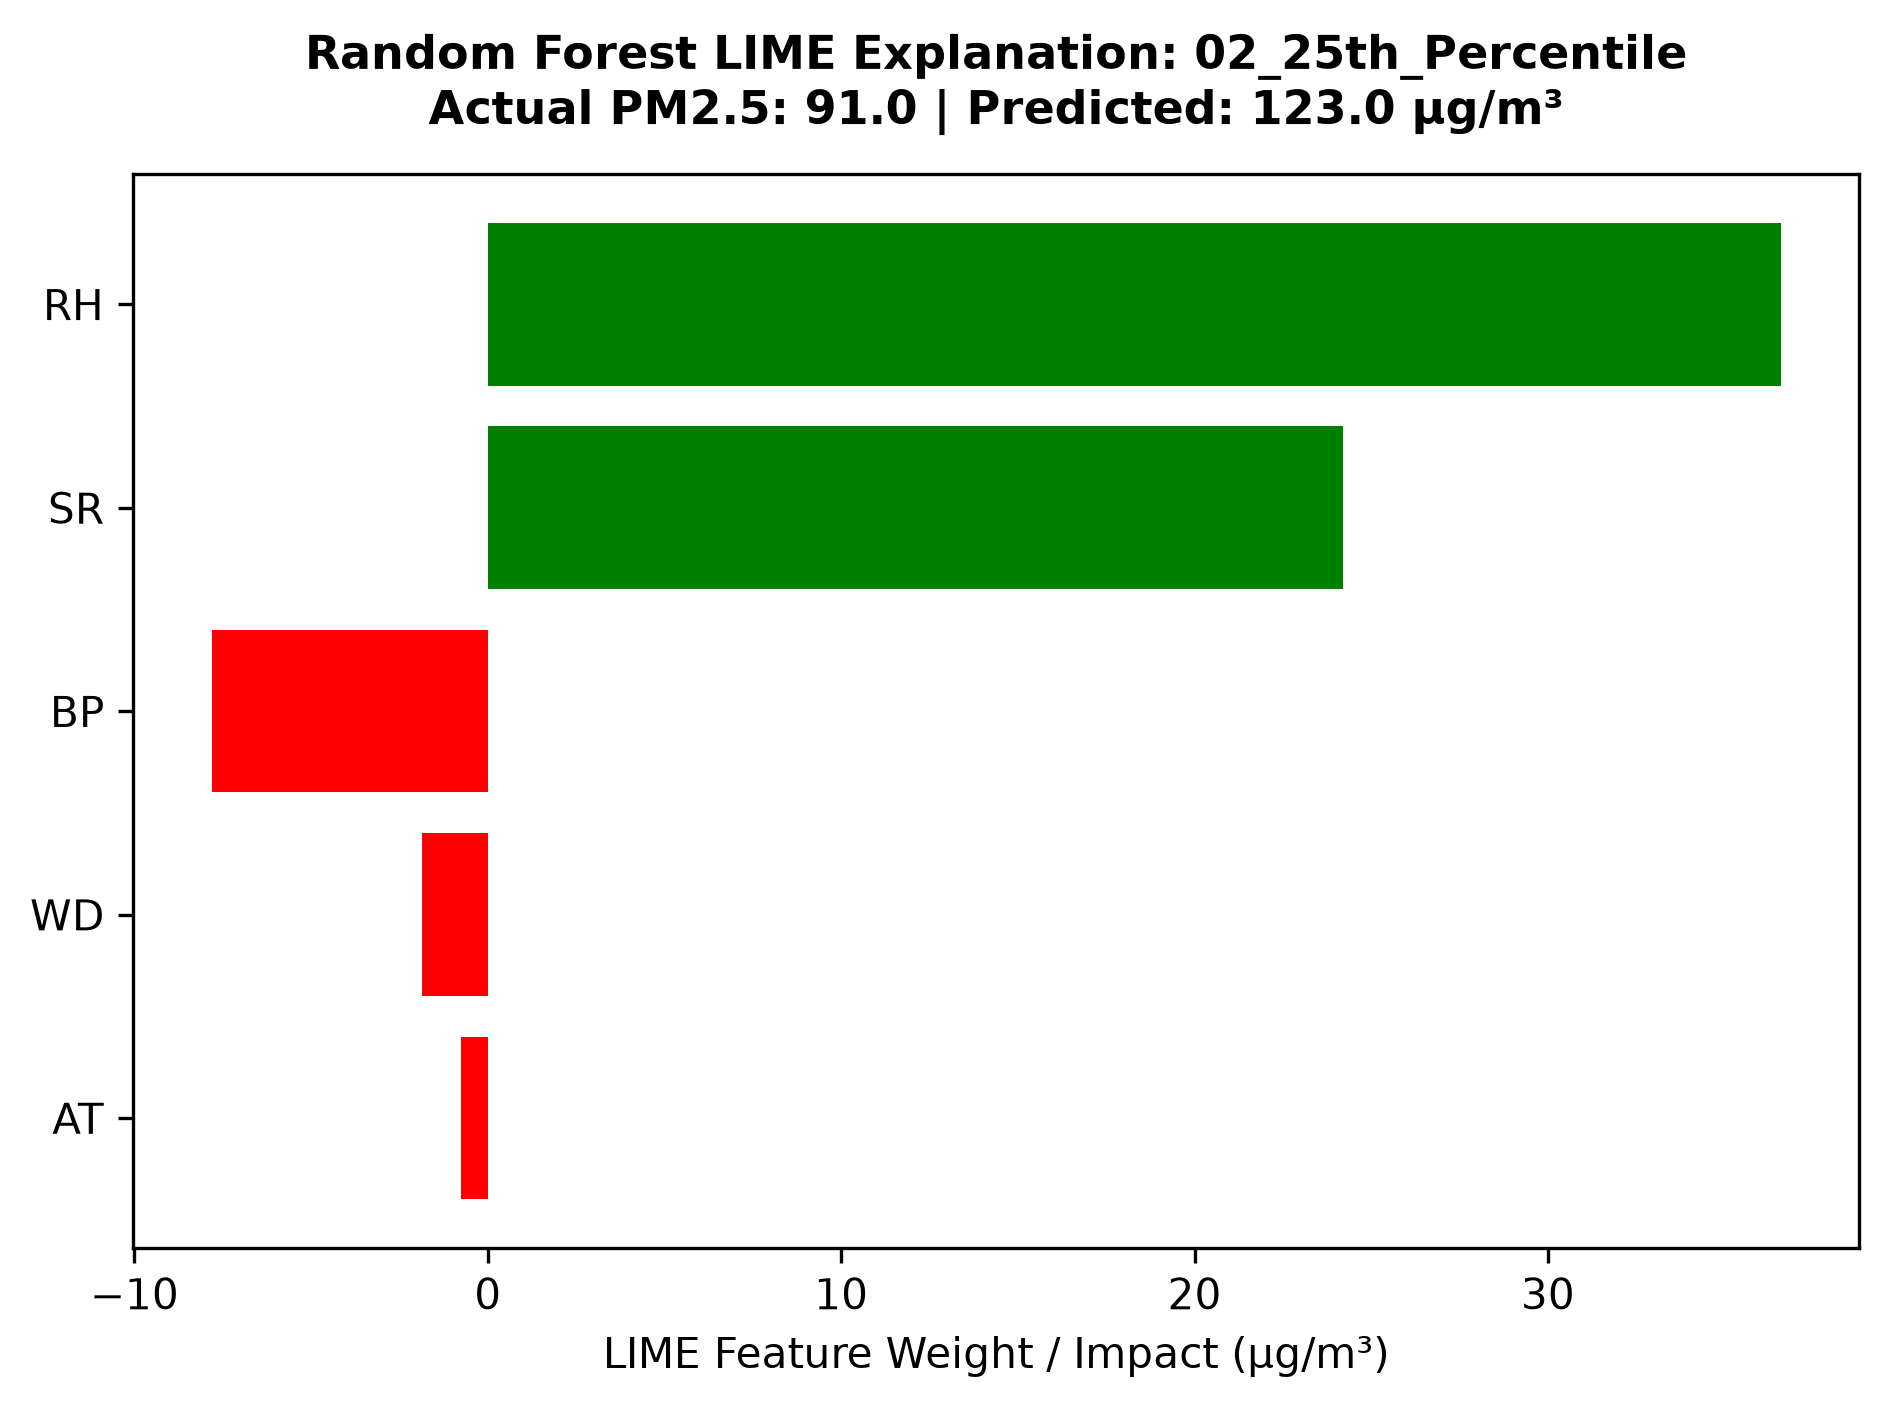 Random Forest LIME Explanation: 02_25th_Percentile
Actual PM2.5: 91.0 | Predicted: 123.0 µg/m³
RH
SR
BP
WD
AT
−10 0 10 20 30
LIME Feature Weight / Impact (µg/m³)